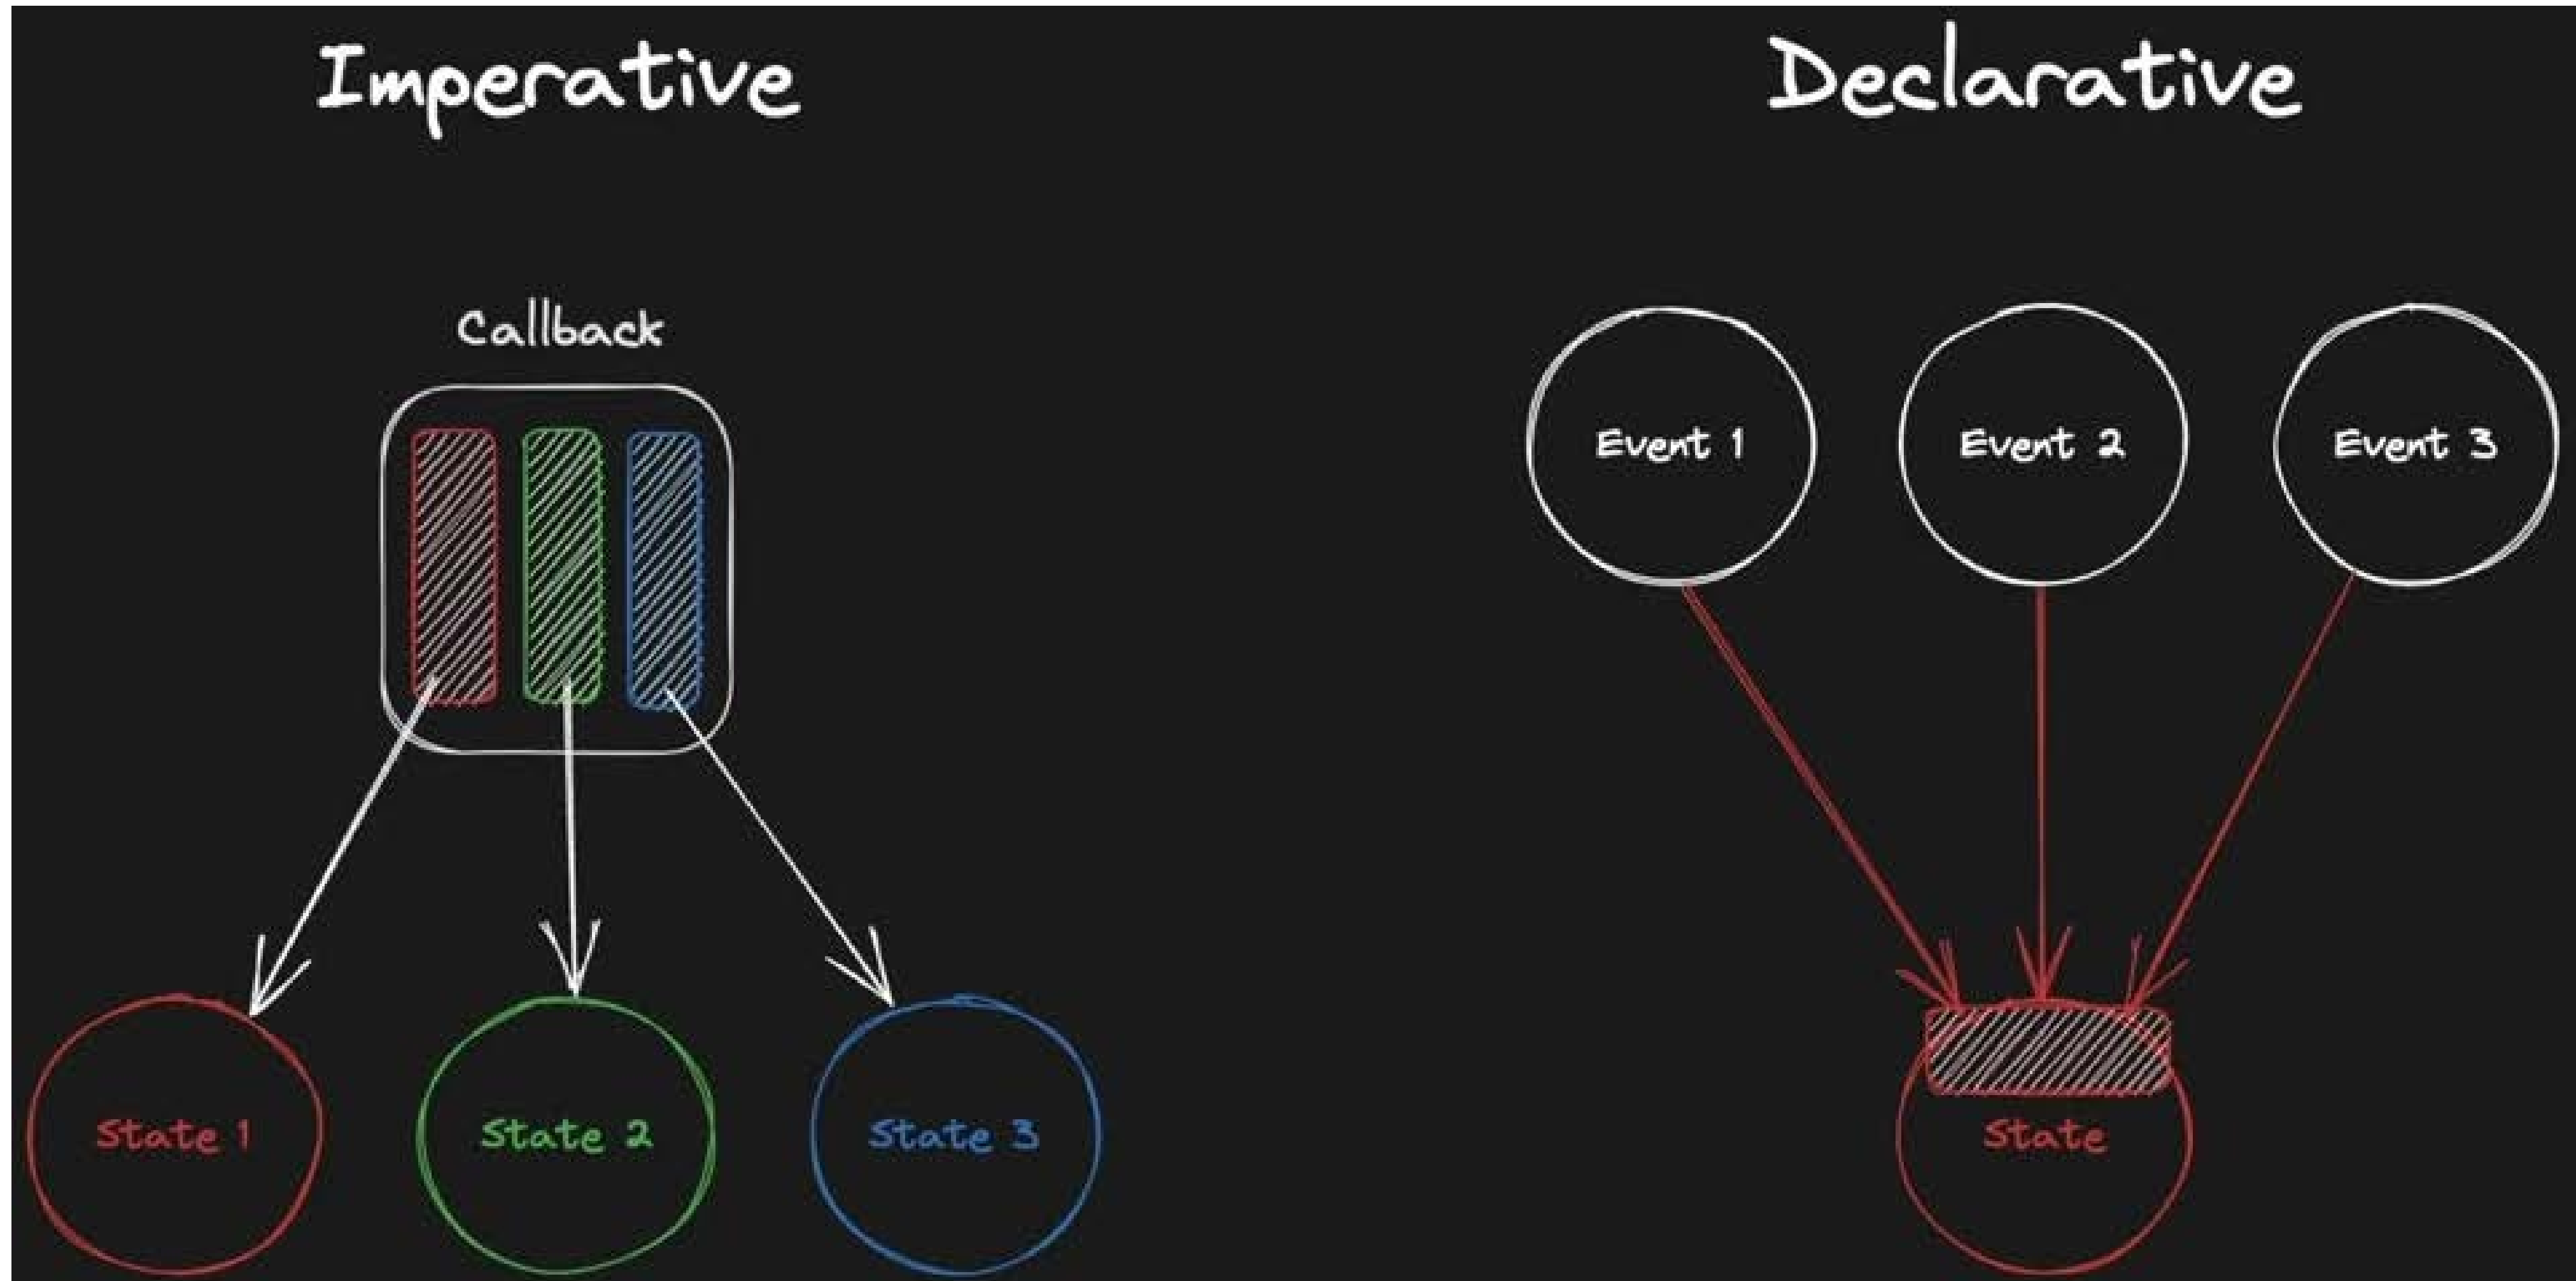 Imperative
Declarative
Callback
Event 1
Event 2
Event 3
State 1
State 2
State 3
State